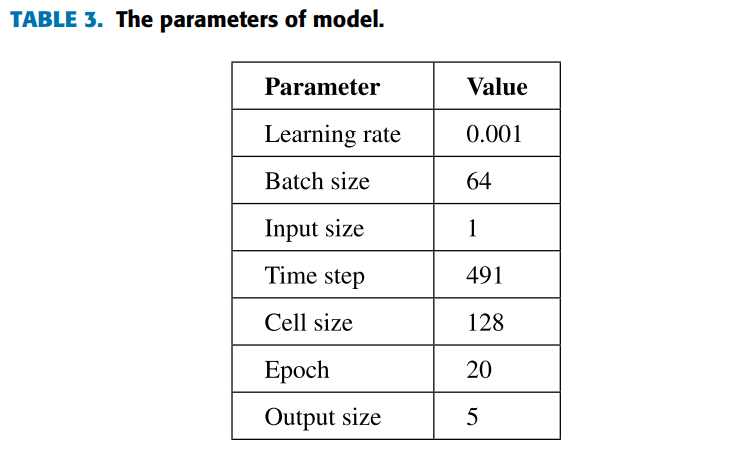 TABLE 3. The parameters of model.
Parameter Value
Learning rate 0.001
Batch size 64
Input size 1
Time step 491
Cell size 128
Epoch 20
Output size 5